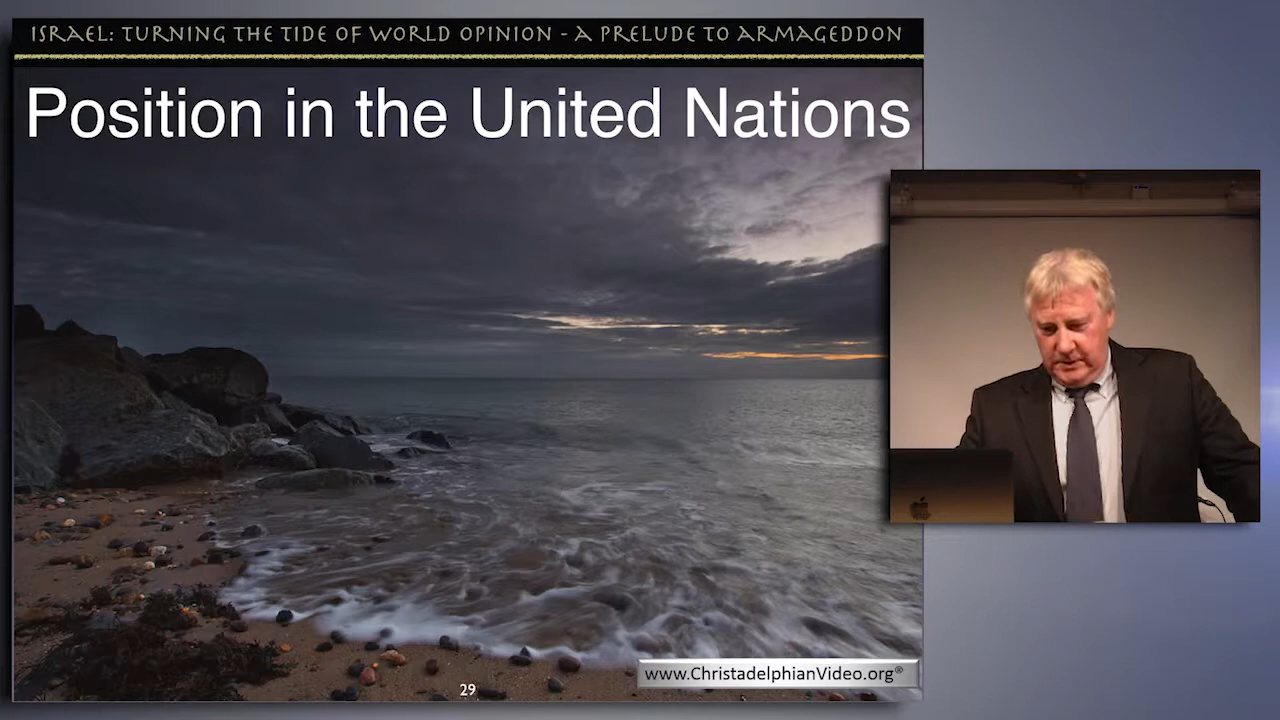 ISRAEL: TURNING THE TIDE OF WORLD OPINION - A PRELUDE TO ARMAGEDDON
Position in the United Nations
www.ChristadelphianVideo.org®
29